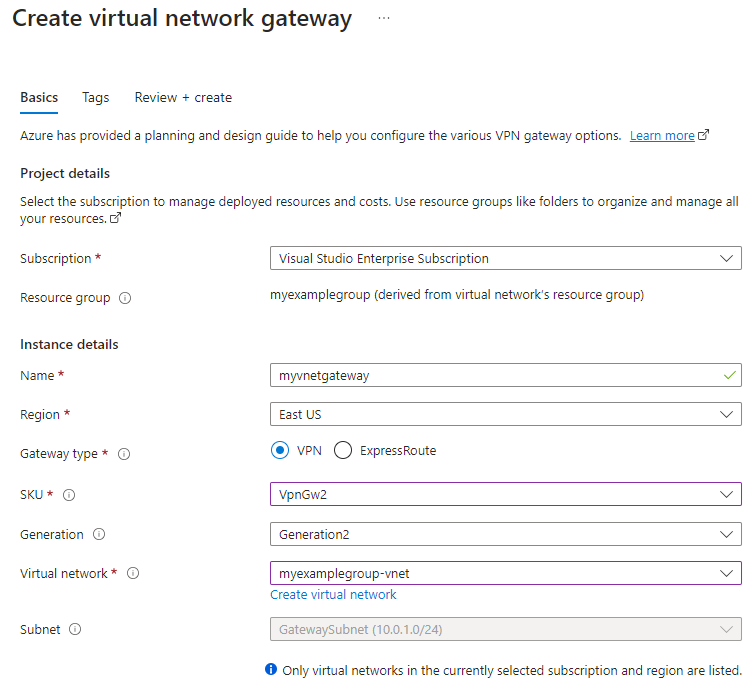 Create virtual network gateway ...
Basics Tags Review + create
Azure has provided a planning and design guide to help you configure the various VPN gateway options. Learn more
Project details
Select the subscription to manage deployed resources and costs. Use resource groups like folders to organize and manage all
your resources.
Subscription * Visual Studio Enterprise Subscription
Resource group myexamplegroup (derived from virtual network's resource group)
Instance details
Name * myvnetgateway
Region * East US
Gateway type * VPN ExpressRoute
SKU * VpnGw2
Generation Generation2
Virtual network * myexamplegroup-vnet
Create virtual network
Subnet GatewaySubnet (10.0.1.0/24)
Only virtual networks in the currently selected subscription and region are listed.